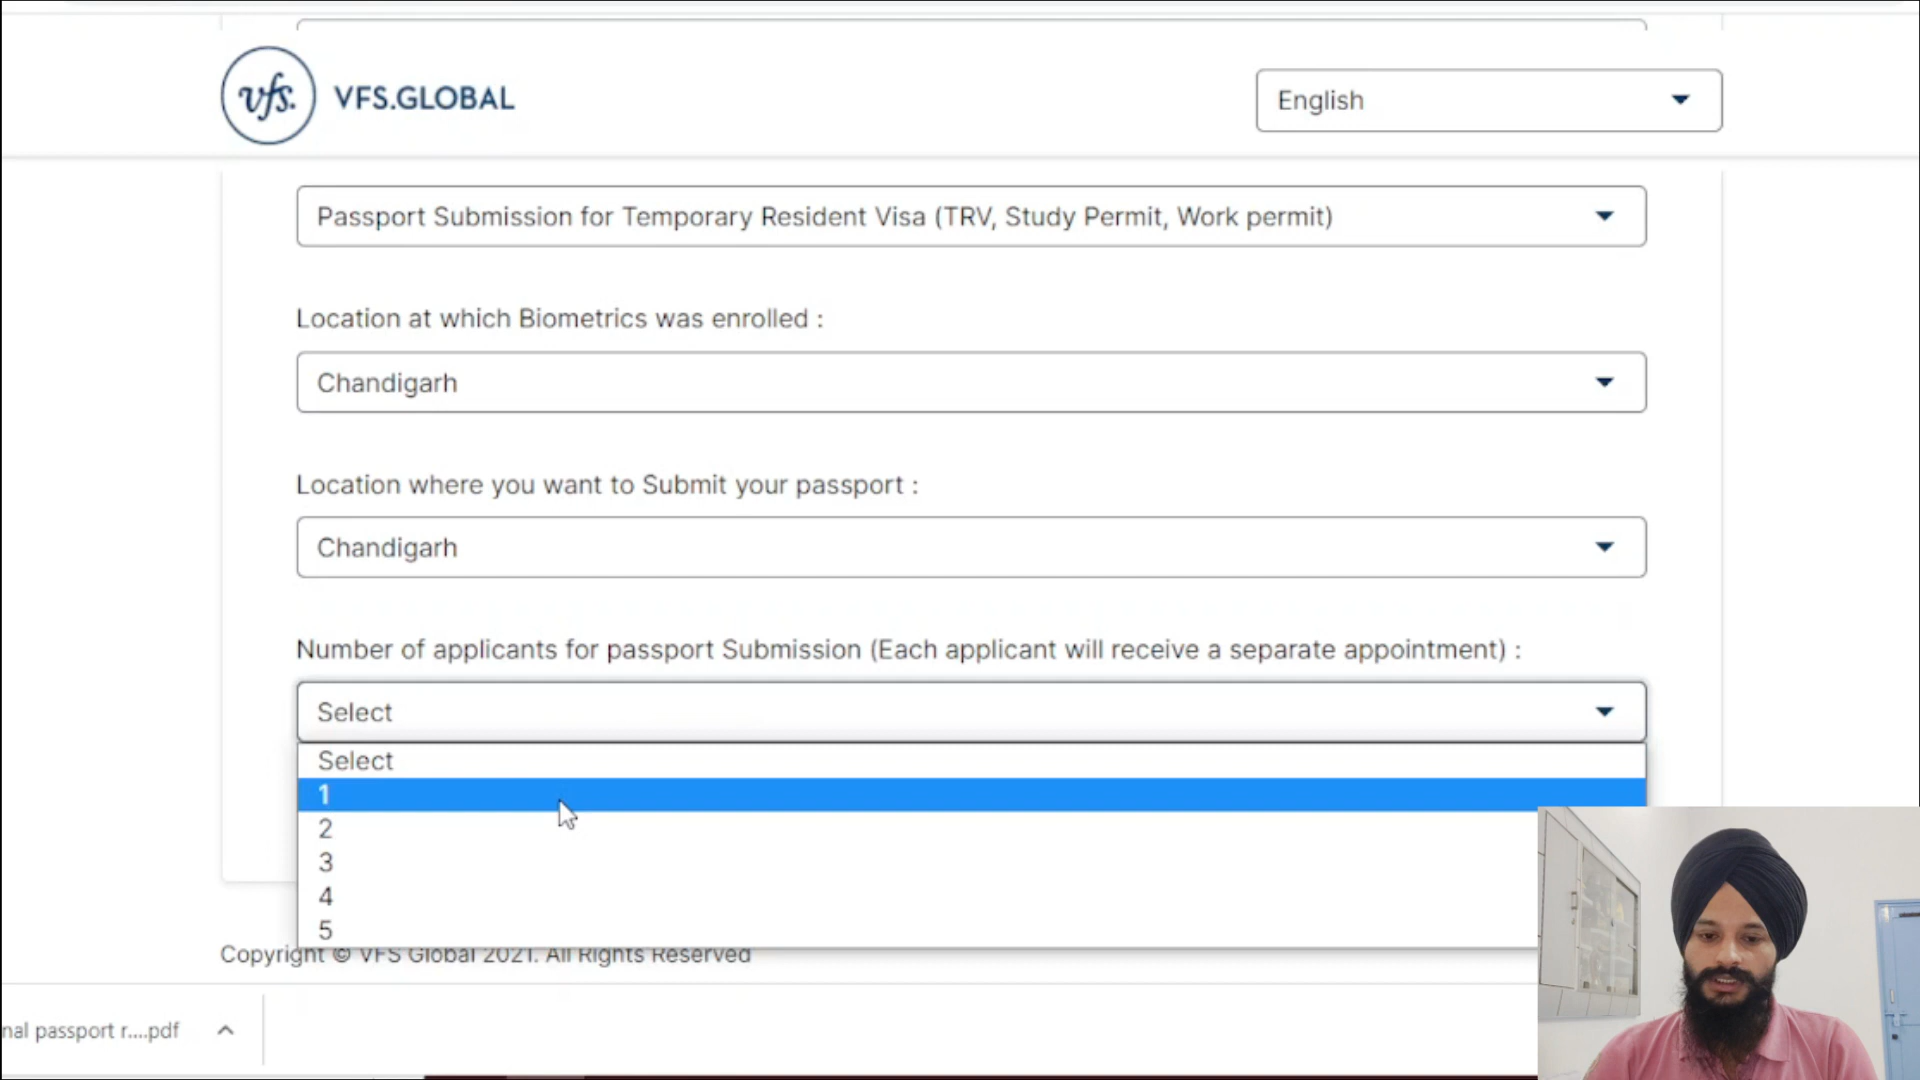 vfs. VFS.GLOBAL
English
Passport Submission for Temporary Resident Visa (TRV, Study Permit, Work permit)
Location at which Biometrics was enrolled :
Chandigarh
Location where you want to Submit your passport :
Chandigarh
Number of applicants for passport Submission (Each applicant will receive a separate appointment) :
Select
Select
1
2
3
4
5
Copyright © VFS Global 2021. All Rights Reserved
nal passport r....pdf